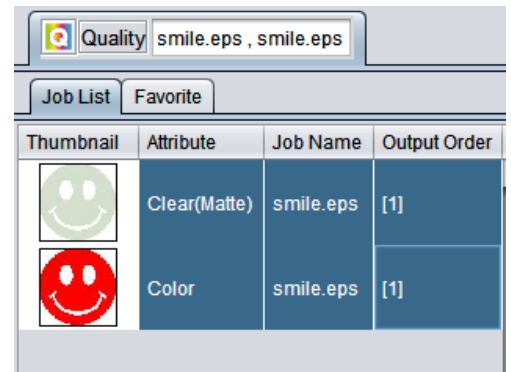 Quality smile.eps , smile.eps
Job List Favorite
Thumbnail Attribute Job Name Output Order
Clear(Matte) smile.eps [1]
Color smile.eps [1]